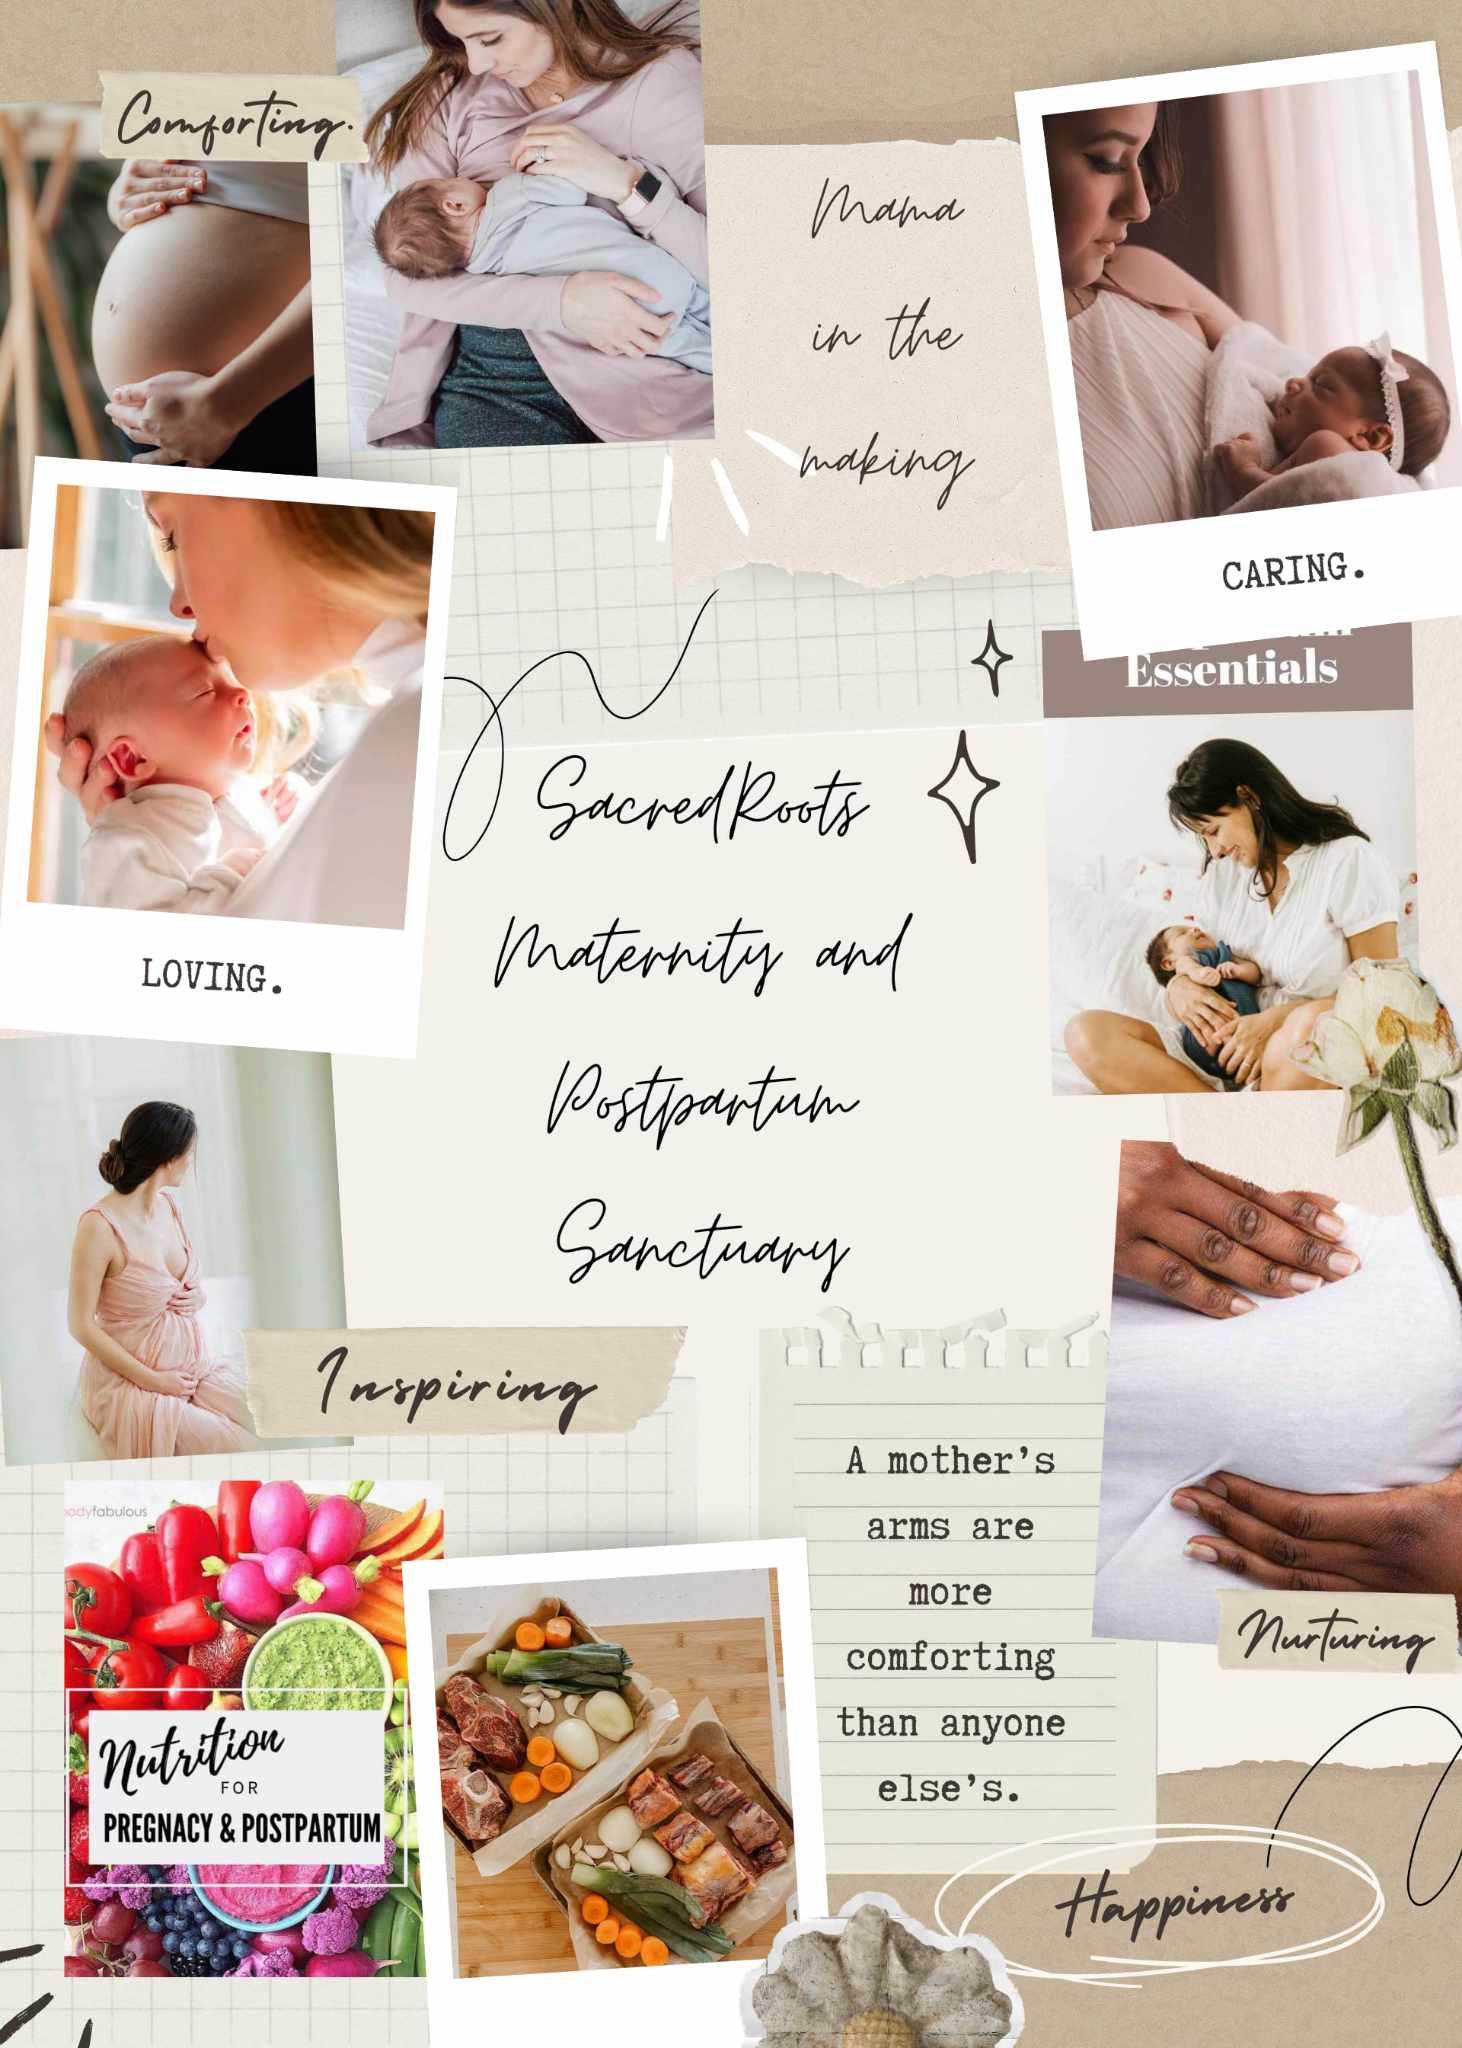 Comforting.
Mama
in the
making
CARING.
Essentials
LOVING.
SacredRoots
Maternity and
Postpartum
Sanctuary
Inspiring
A mother's
arms are
more
comforting
than anyone
else's.
Nurturing
odyfabulous
Nutrition
FOR
PREGNACY & POSTPARTUM
Happiness